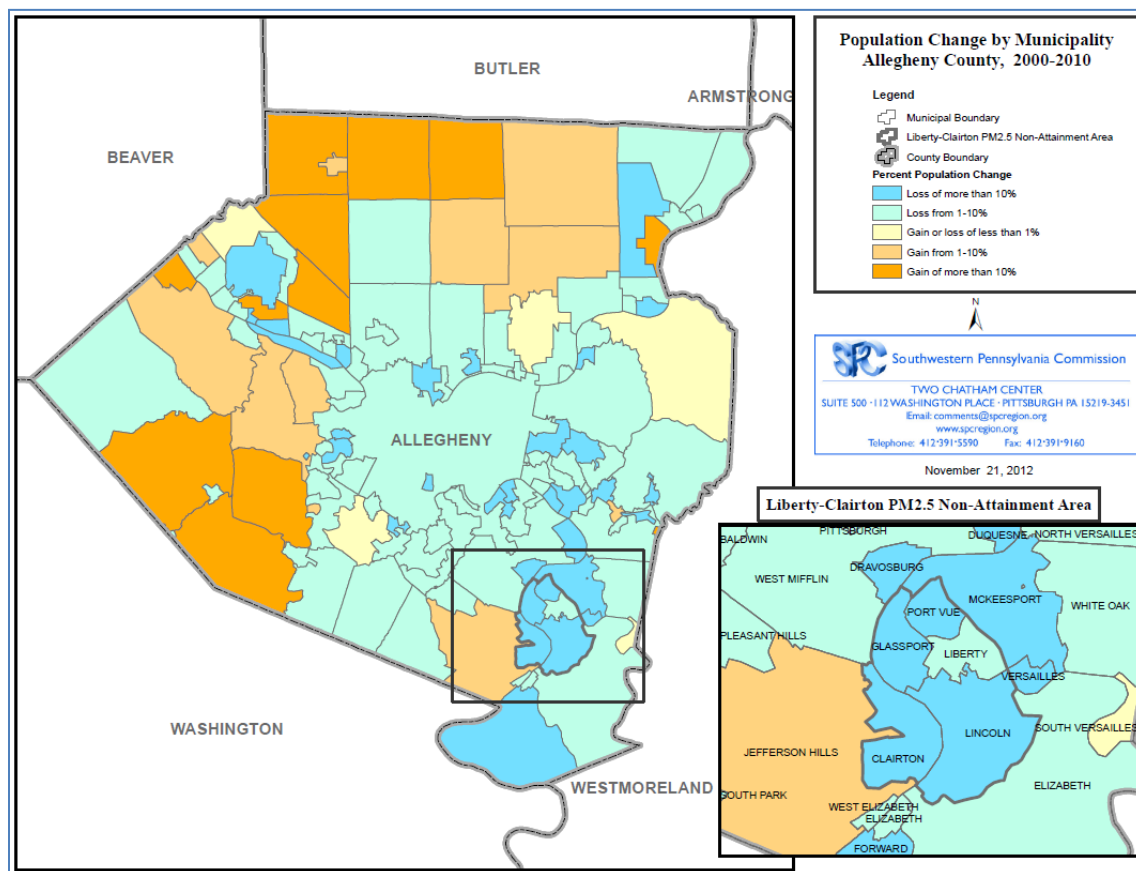 BUTLER
ARMSTRONG
BEAVER
ALLEGHENY
WASHINGTON
WESTMORELAND
Population Change by Municipality
Allegheny County, 2000-2010
Legend
Municipal Boundary
Liberty-Clairton PM2.5 Non-Attainment Area
County Boundary
Percent Population Change
Loss of more than 10%
Loss from 1-10%
Gain or loss of less than 1%
Gain from 1-10%
Gain of more than 10%
N
SPC Southwestern Pennsylvania Commission
TWO CHATHAM CENTER
SUITE 500 · 112 WASHINGTON PLACE · PITTSBURGH PA 15219-3451
Email: comments@spcregion.org
www.spcregion.org
Telephone: 412·391·5590 Fax: 412·391·9160
November 21, 2012
Liberty-Clairton PM2.5 Non-Attainment Area
PITTSBURGH
DUQUESNE
NORTH VERSAILLES
BALDWIN
DRAVOSBURG
WEST MIFFLIN
MCKEESPORT
WHITE OAK
PORT VUE
PLEASANT HILLS
GLASSPORT
LIBERTY
VERSAILLES
SOUTH VERSAILLES
LINCOLN
JEFFERSON HILLS
CLAIRTON
ELIZABETH
SOUTH PARK
WEST ELIZABETH
ELIZABETH
FORWARD